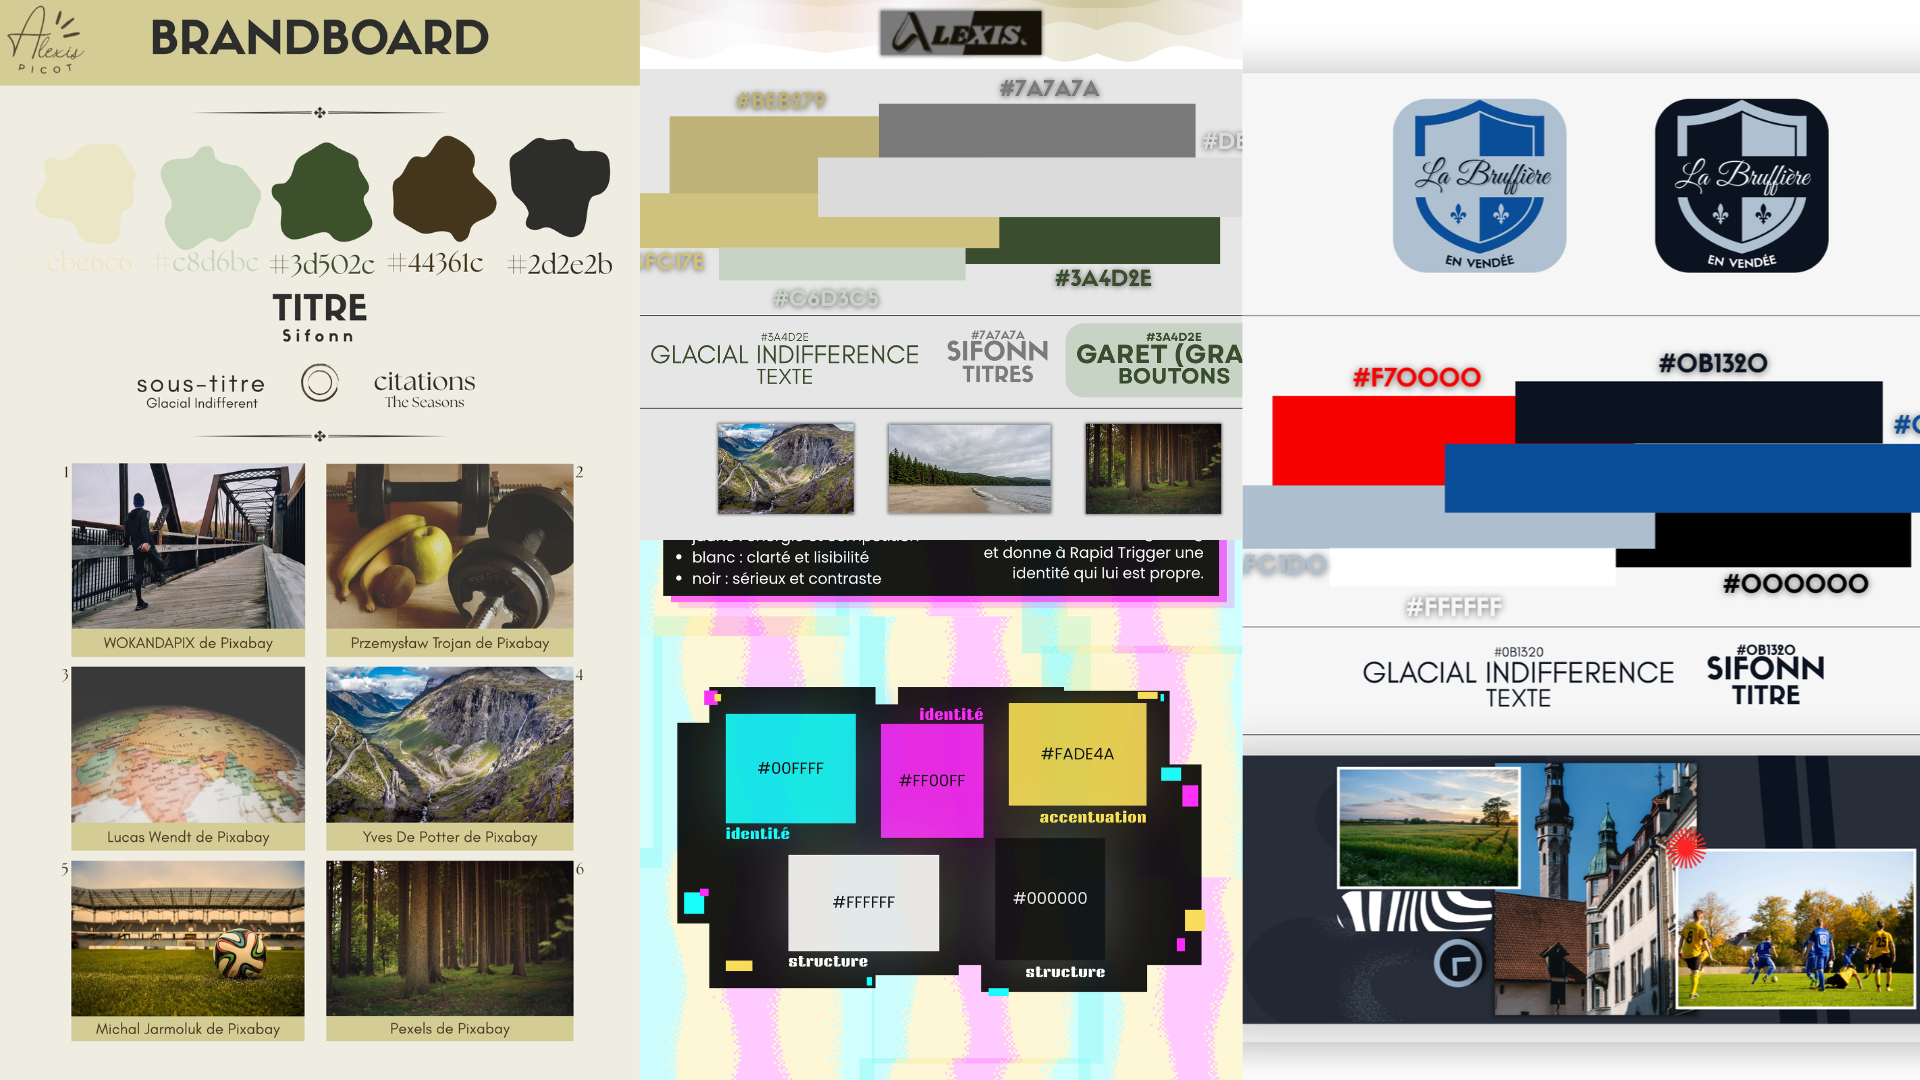 Alexis
PICOT
BRANDBOARD
#ebe6c6
#c8d6bc
#3d502c
#44361c
#2d2e2b
TITRE
Sifonn
sous-titre
Glacial Indifferent
citations
The Seasons
1
2
WOKANDAPIX de Pixabay
Przemysław Trojan de Pixabay
3
4
Lucas Wendt de Pixabay
Yves De Potter de Pixabay
5
6
Michal Jarmoluk de Pixabay
Pexels de Pixabay
ALEXIS.
#BEB279
#7A7A7A
#DB
FC17E
#3A4D2E
#C6D3C5
#3A4D2E
GLACIAL INDIFFERENCE
TEXTE
#7A7A7A
SIFONN
TITRES
#3A4D2E
GARET (GRA
BOUTONS
• blanc : clarté et lisibilité
• noir : sérieux et contraste
et donne à Rapid Trigger une
identité qui lui est propre.
#00FFFF
identité
identité
#FF00FF
#FADE4A
accentuation
#FFFFFF
structure
#000000
structure
La Bruffière
EN VENDÉE
La Bruffière
EN VENDÉE
#F70000
#0B1320
FC1D0
#000000
#FFFFFF
#0B1320
GLACIAL INDIFFERENCE
TEXTE
#0B1320
SIFONN
TITRE